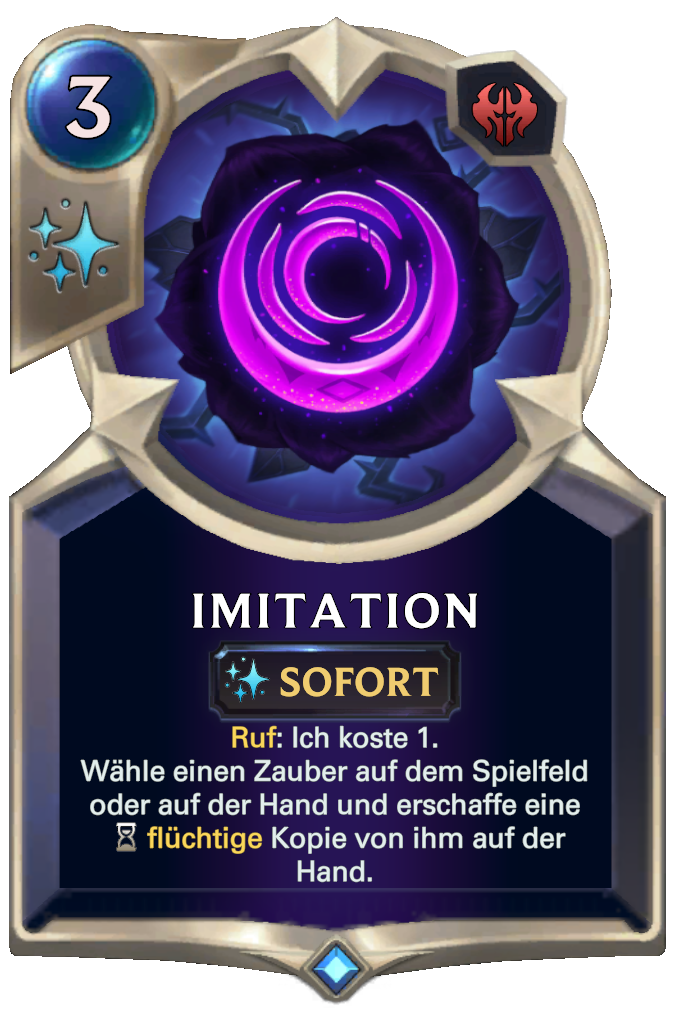 3
IMITATION
SOFORT
Ruf: Ich koste 1.
Wähle einen Zauber auf dem Spielfeld
oder auf der Hand und erschaffe eine
flüchtige Kopie von ihm auf der
Hand.